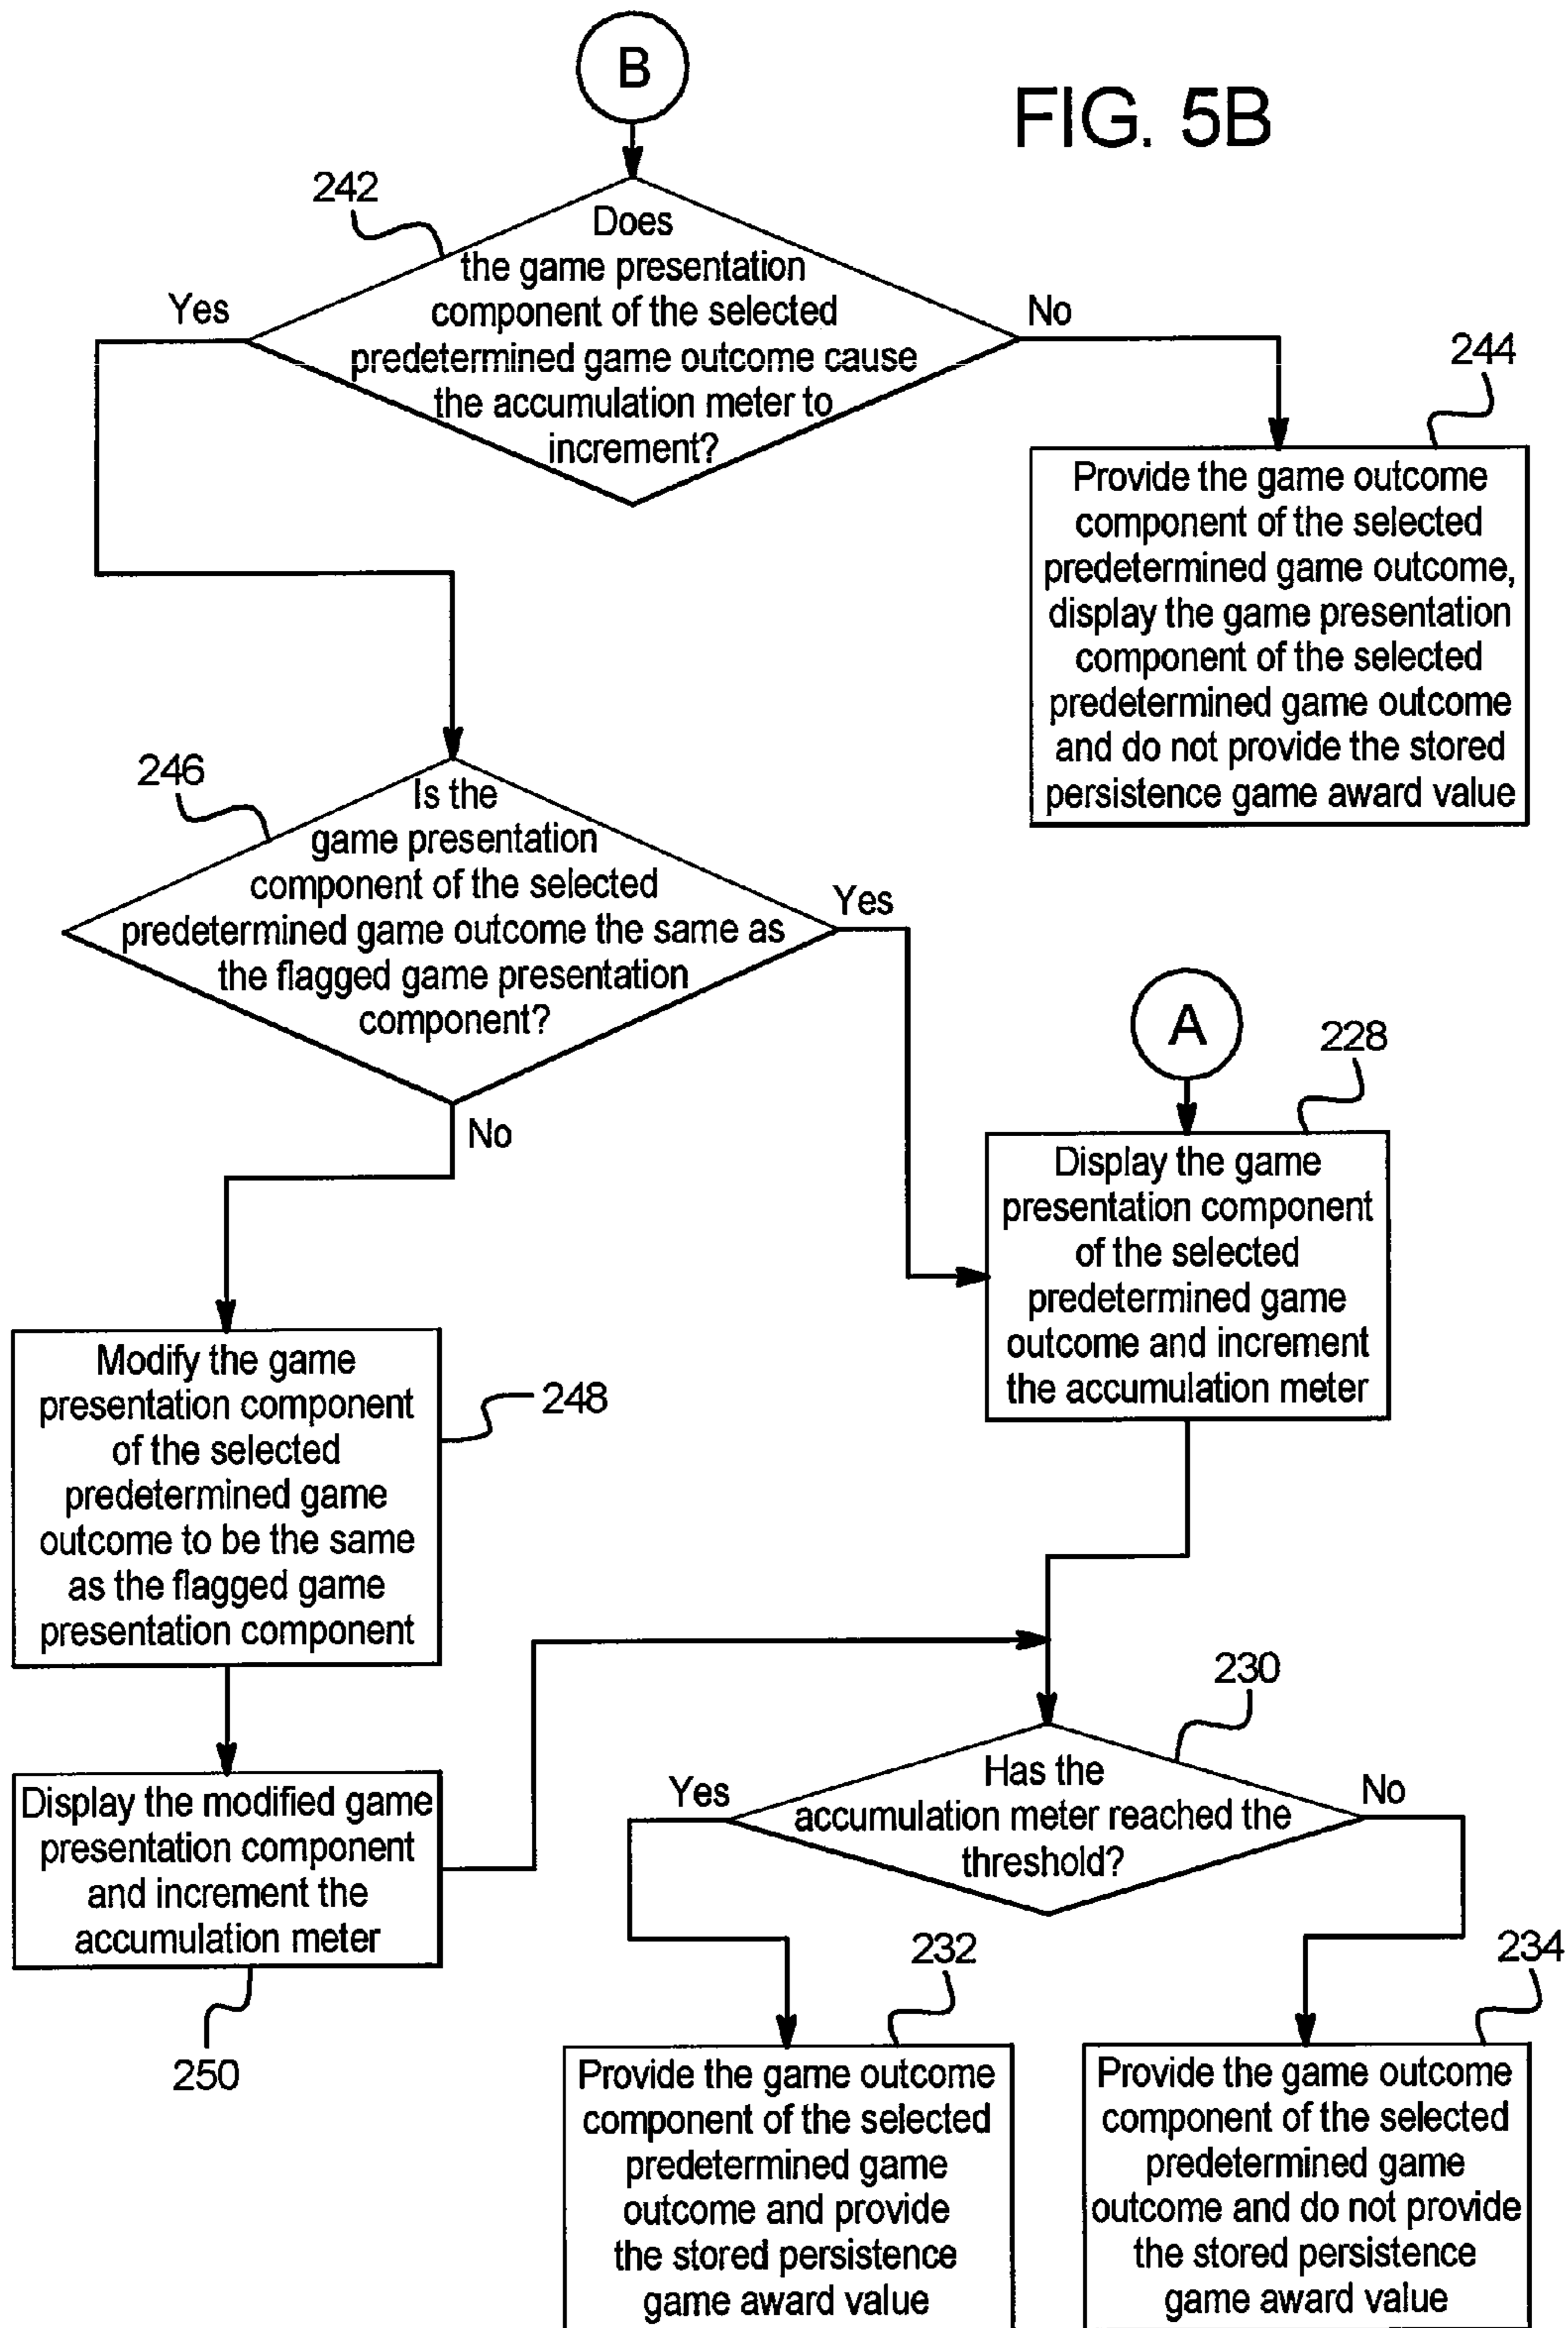 B
FIG. 5B
242
Does
the game presentation
component of the selected
predetermined game outcome cause
the accumulation meter to
increment?
Yes
No
244
Provide the game outcome
component of the selected
predetermined game outcome,
display the game presentation
component of the selected
predetermined game outcome
and do not provide the stored
persistence game award value
246
Is the
game presentation
component of the selected
predetermined game outcome the same as
the flagged game presentation
component?
Yes
No
A
228
Display the game
presentation component
of the selected
predetermined game
outcome and increment
the accumulation meter
Modify the game
presentation component
of the selected
predetermined game
outcome to be the same
as the flagged game
presentation component
248
Display the modified game
presentation component
and increment the
accumulation meter
250
230
Has the
accumulation meter reached the
threshold?
Yes
No
232
Provide the game outcome
component of the selected
predetermined game
outcome and provide
the stored persistence
game award value
234
Provide the game outcome
component of the selected
predetermined game
outcome and do not provide
the stored persistence
game award value